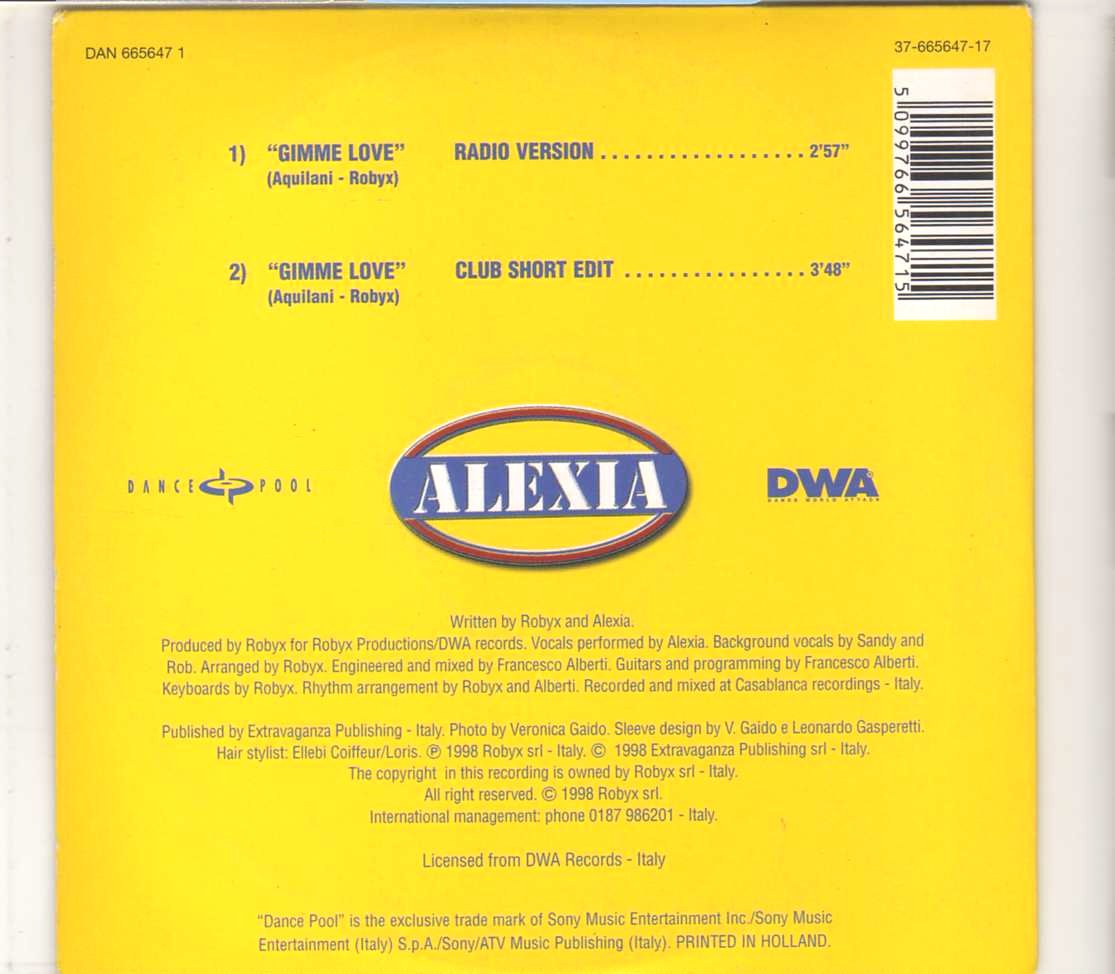 DAN 665647 1
37-665647-17
5 099766 564715
1) “GIMME LOVE” RADIO VERSION .................. 2’57”
(Aquilani - Robyx)
2) “GIMME LOVE” CLUB SHORT EDIT ................ 3’48”
(Aquilani - Robyx)
DANCE POOL
ALEXIA
DWA®
DANCE WORLD ATTACK
Written by Robyx and Alexia.
Produced by Robyx for Robyx Productions/DWA records. Vocals performed by Alexia. Background vocals by Sandy and
Rob. Arranged by Robyx. Engineered and mixed by Francesco Alberti. Guitars and programming by Francesco Alberti.
Keyboards by Robyx. Rhythm arrangement by Robyx and Alberti. Recorded and mixed at Casablanca recordings - Italy.
Published by Extravaganza Publishing - Italy. Photo by Veronica Gaido. Sleeve design by V. Gaido e Leonardo Gasperetti.
Hair stylist: Ellebi Coiffeur/Loris. ℗ 1998 Robyx srl - Italy. © 1998 Extravaganza Publishing srl - Italy.
The copyright in this recording is owned by Robyx srl - Italy.
All right reserved. © 1998 Robyx srl.
International management: phone 0187 986201 - Italy.
Licensed from DWA Records - Italy
“Dance Pool” is the exclusive trade mark of Sony Music Entertainment Inc./Sony Music
Entertainment (Italy) S.p.A./Sony/ATV Music Publishing (Italy). PRINTED IN HOLLAND.